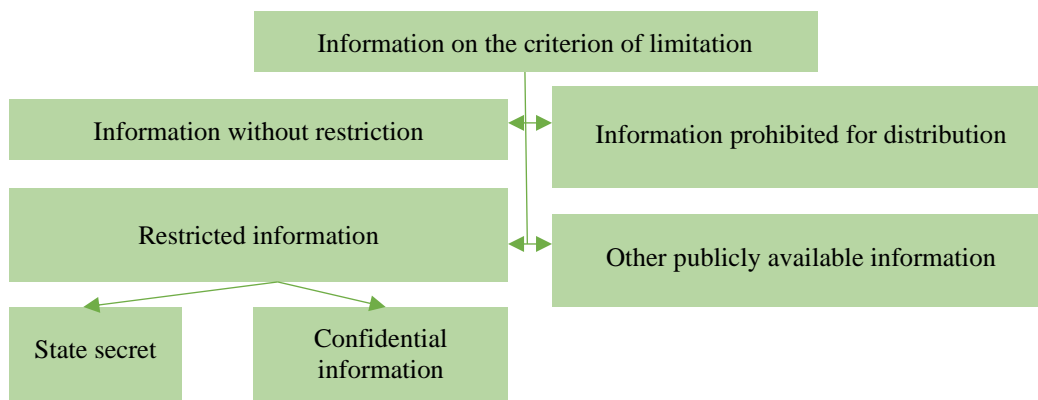 Information on the criterion of limitation
Information without restriction
Information prohibited for distribution
Restricted information
Other publicly available information
State secret
Confidential
information